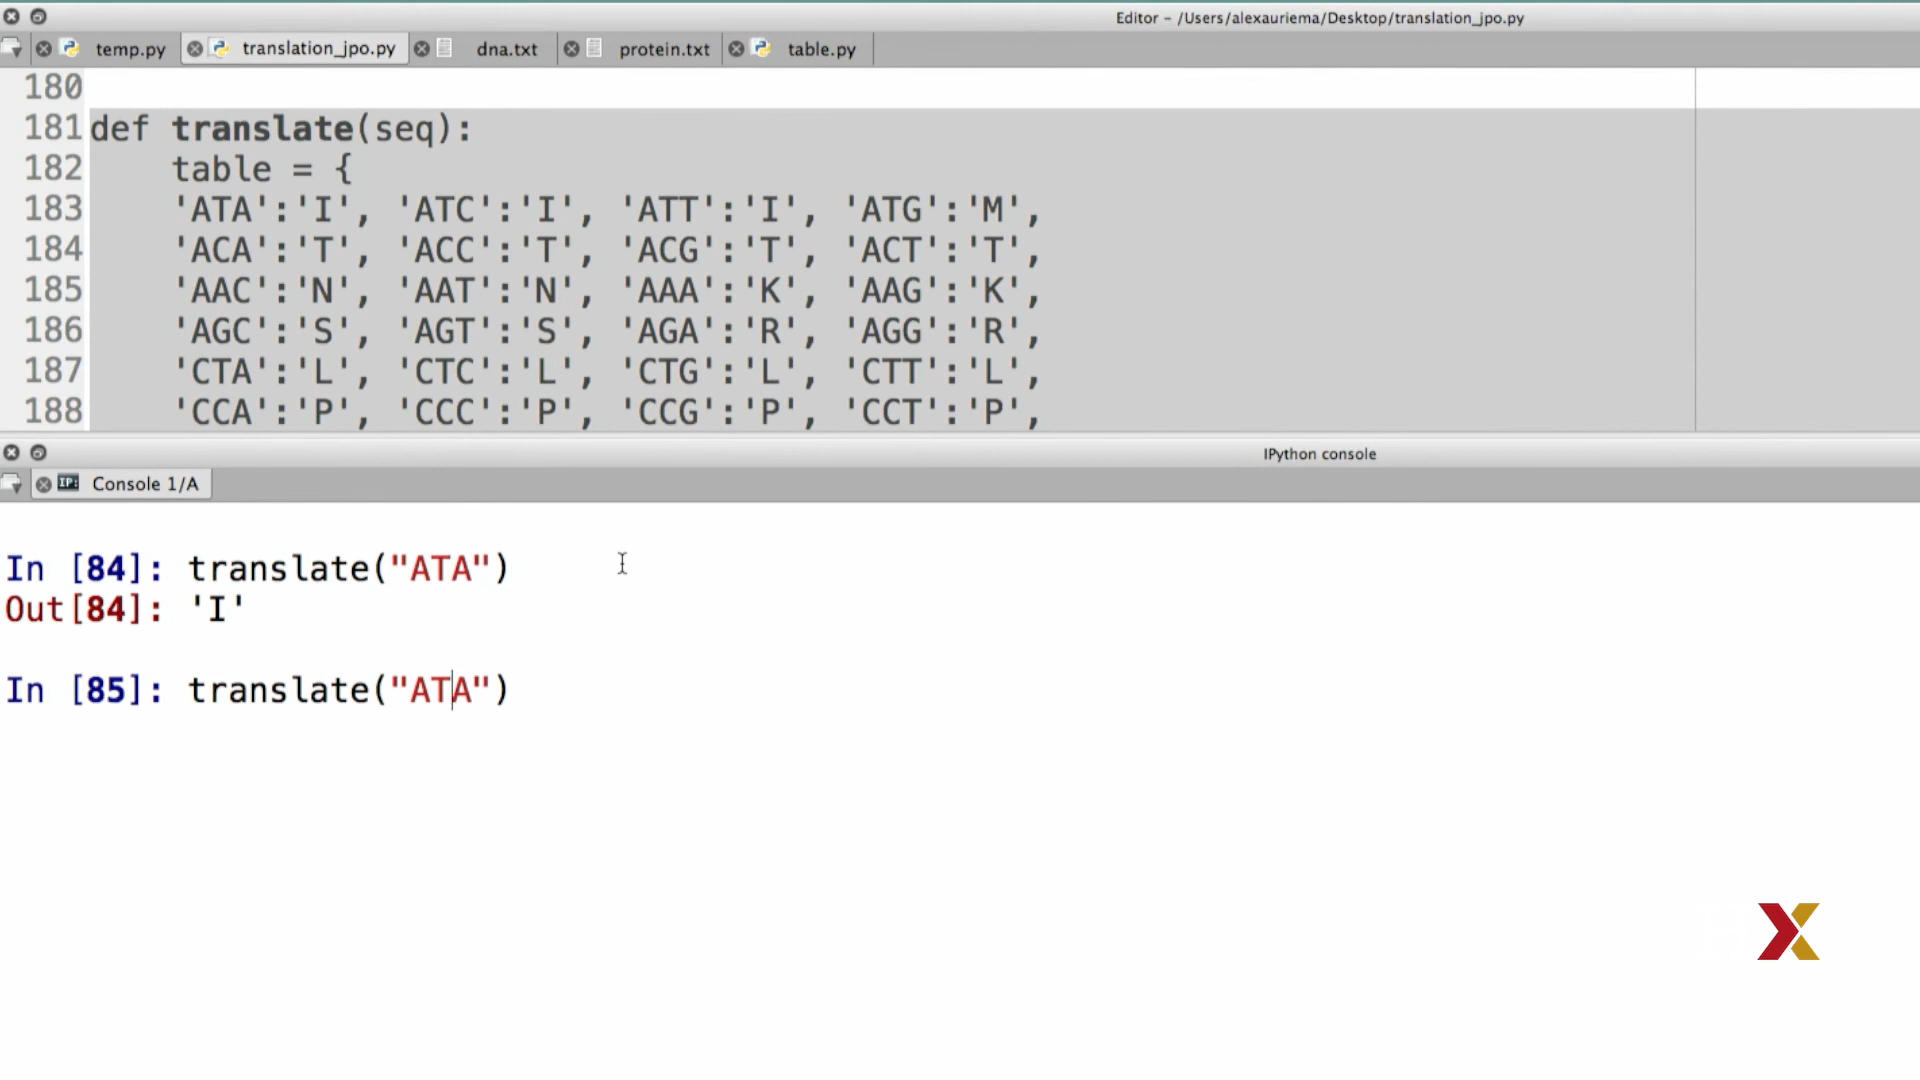 Editor – /Users/alexauriema/Desktop/translation_jpo.py
temp.py translation_jpo.py dna.txt protein.txt table.py
180
181 def translate(seq):
182 table = {
183 'ATA':'I', 'ATC':'I', 'ATT':'I', 'ATG':'M',
184 'ACA':'T', 'ACC':'T', 'ACG':'T', 'ACT':'T',
185 'AAC':'N', 'AAT':'N', 'AAA':'K', 'AAG':'K',
186 'AGC':'S', 'AGT':'S', 'AGA':'R', 'AGG':'R',
187 'CTA':'L', 'CTC':'L', 'CTG':'L', 'CTT':'L',
188 'CCA':'P', 'CCC':'P', 'CCG':'P', 'CCT':'P',
IPython console
IP: Console 1/A
In [84]: translate("ATA")
Out[84]: 'I'
In [85]: translate("ATA")
X